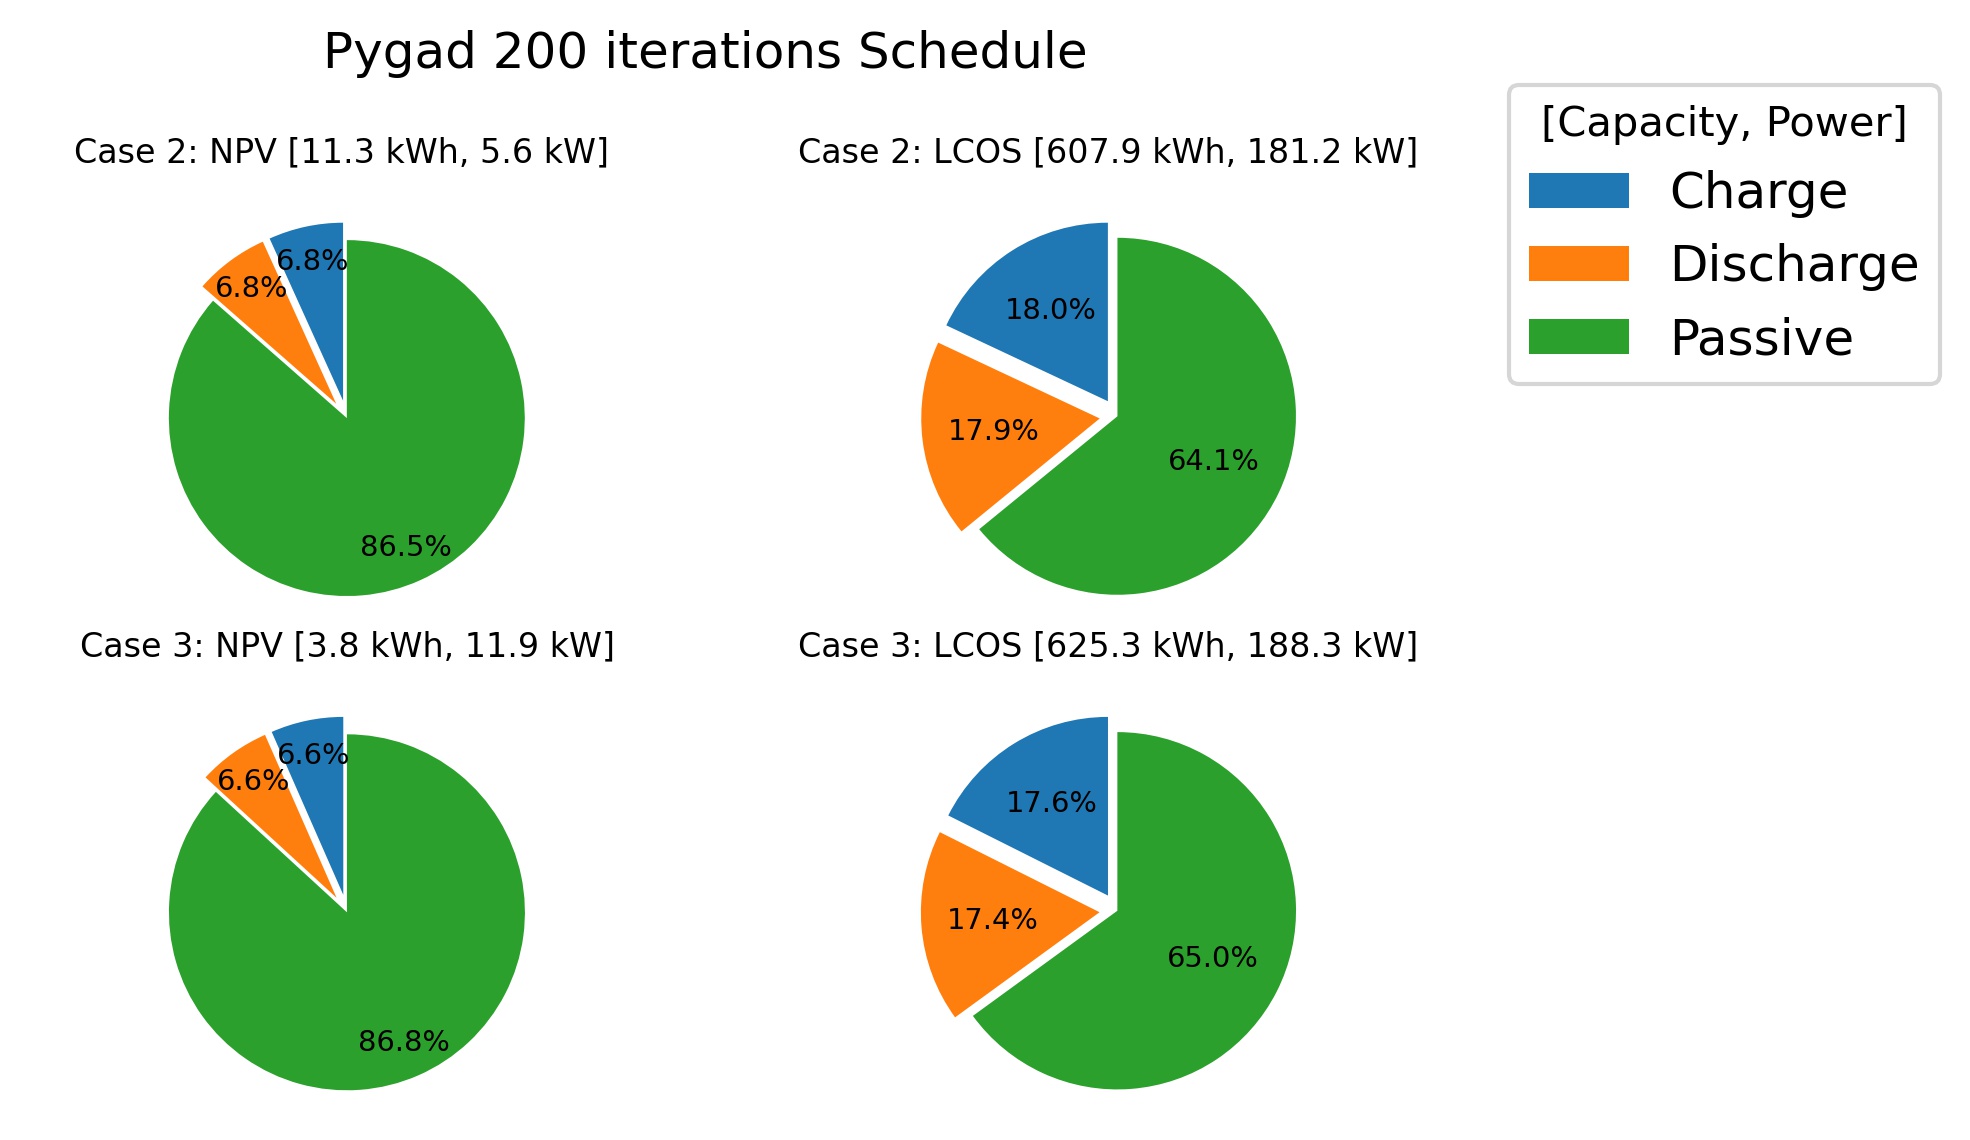 Pygad 200 iterations Schedule
[Capacity, Power]
Charge
Discharge
Passive
Case 2: NPV [11.3 kWh, 5.6 kW]
6.8%
6.8%
86.5%
Case 2: LCOS [607.9 kWh, 181.2 kW]
18.0%
17.9%
64.1%
Case 3: NPV [3.8 kWh, 11.9 kW]
6.6%
6.6%
86.8%
Case 3: LCOS [625.3 kWh, 188.3 kW]
17.6%
17.4%
65.0%